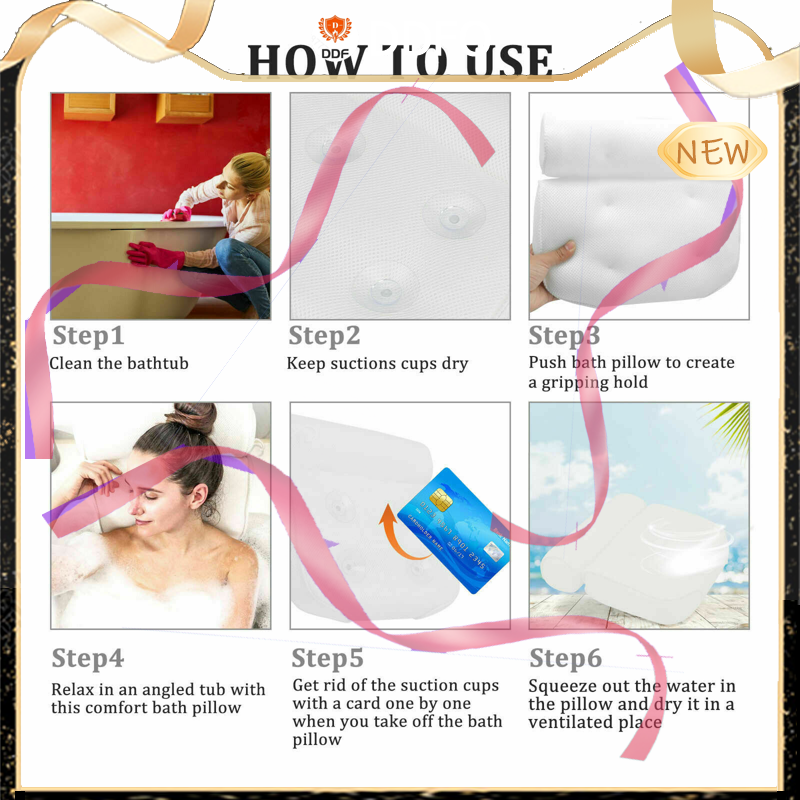 DDF
HOW TO USE
NEW
Step1
Clean the bathtub
Step2
Keep suctions cups dry
Step3
Push bath pillow to create
a gripping hold
CARDHOLDER NAME
Step4
Relax in an angled tub with
this comfort bath pillow
Step5
Get rid of the suction cups
with a card one by one
when you take off the bath
pillow
Step6
Squeeze out the water in
the pillow and dry it in a
ventilated place